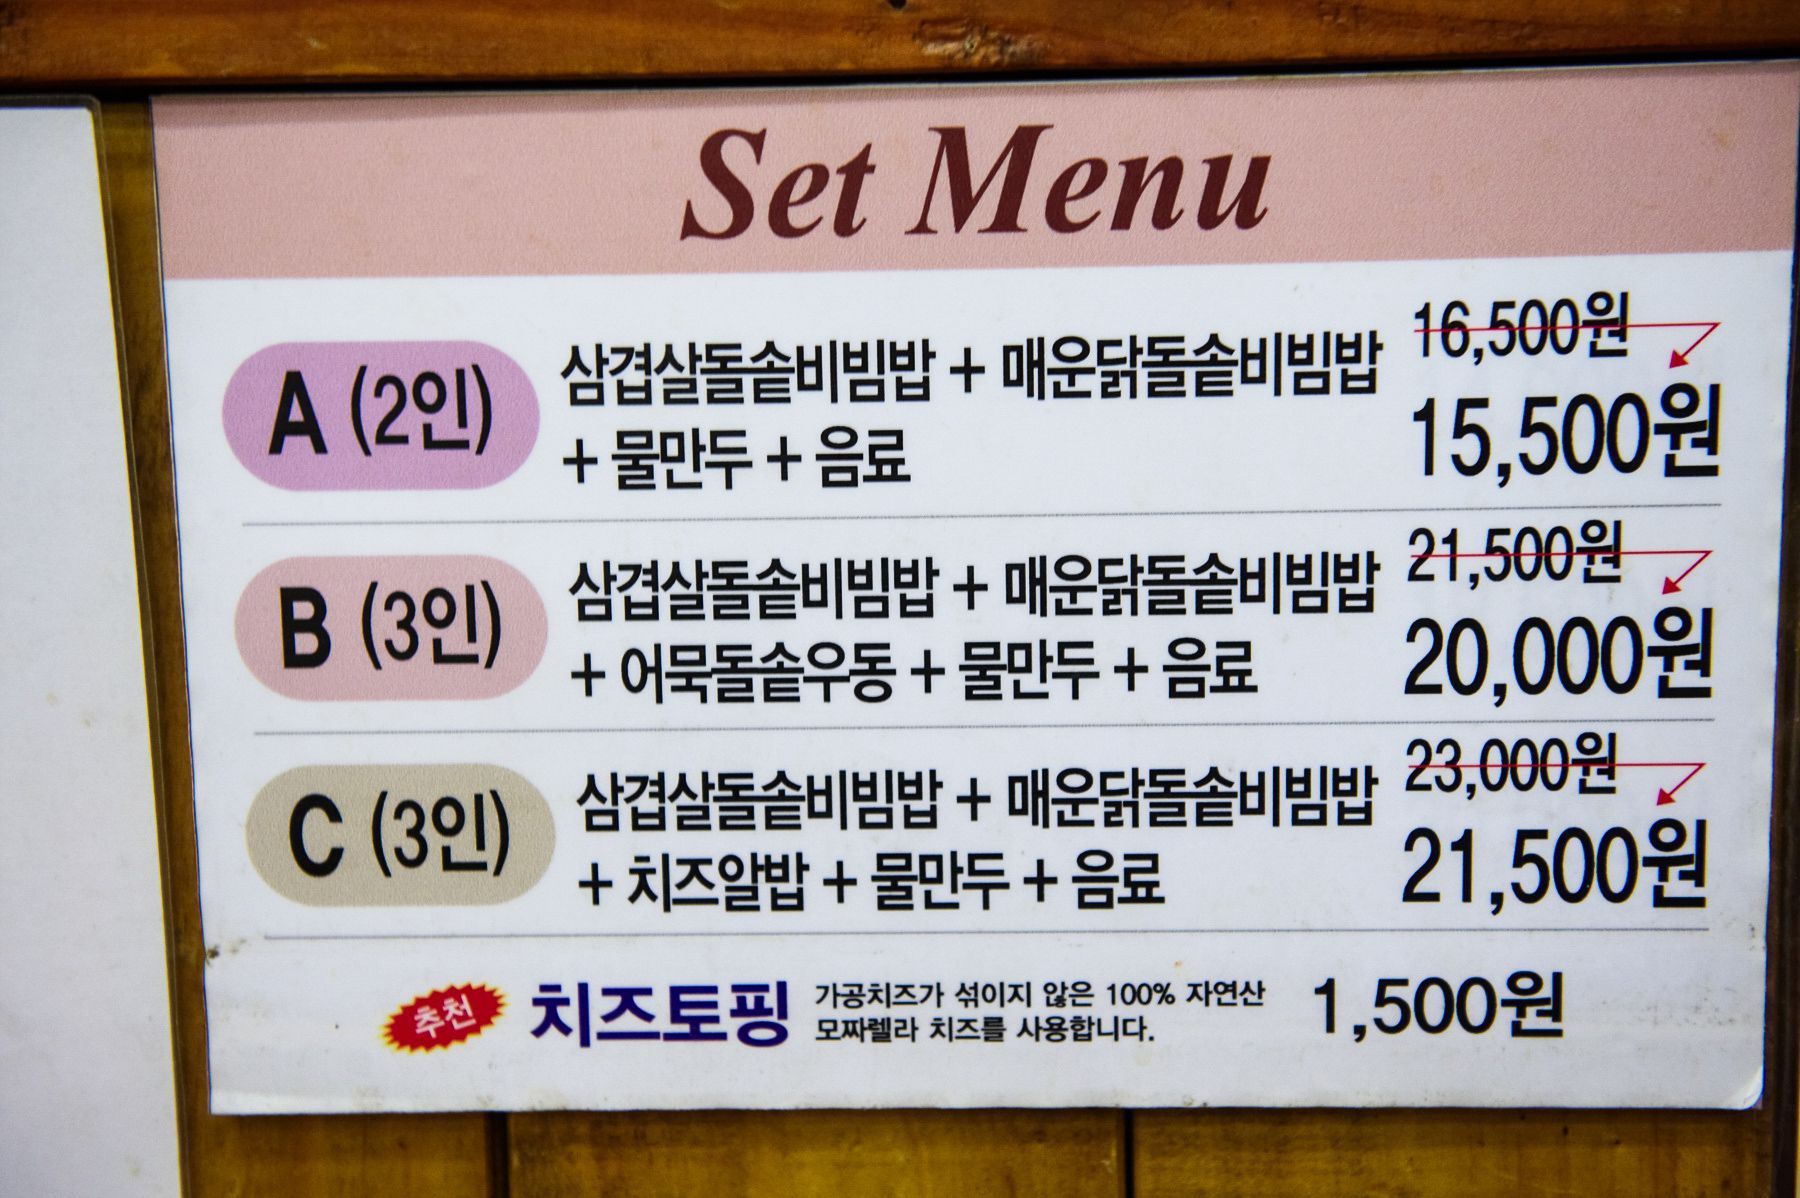 Set Menu
A (2인)
삼겹살돌솥비빔밥 + 매운닭돌솥비빔밥
+ 물만두 + 음료
16,500원
15,500원
B (3인)
삼겹살돌솥비빔밥 + 매운닭돌솥비빔밥
+ 어묵돌솥우동 + 물만두 + 음료
21,500원
20,000원
C (3인)
삼겹살돌솥비빔밥 + 매운닭돌솥비빔밥
+ 치즈알밥 + 물만두 + 음료
23,000원
21,500원
추천
치즈토핑
가공치즈가 섞이지 않은 100% 자연산
모짜렐라 치즈를 사용합니다.
1,500원